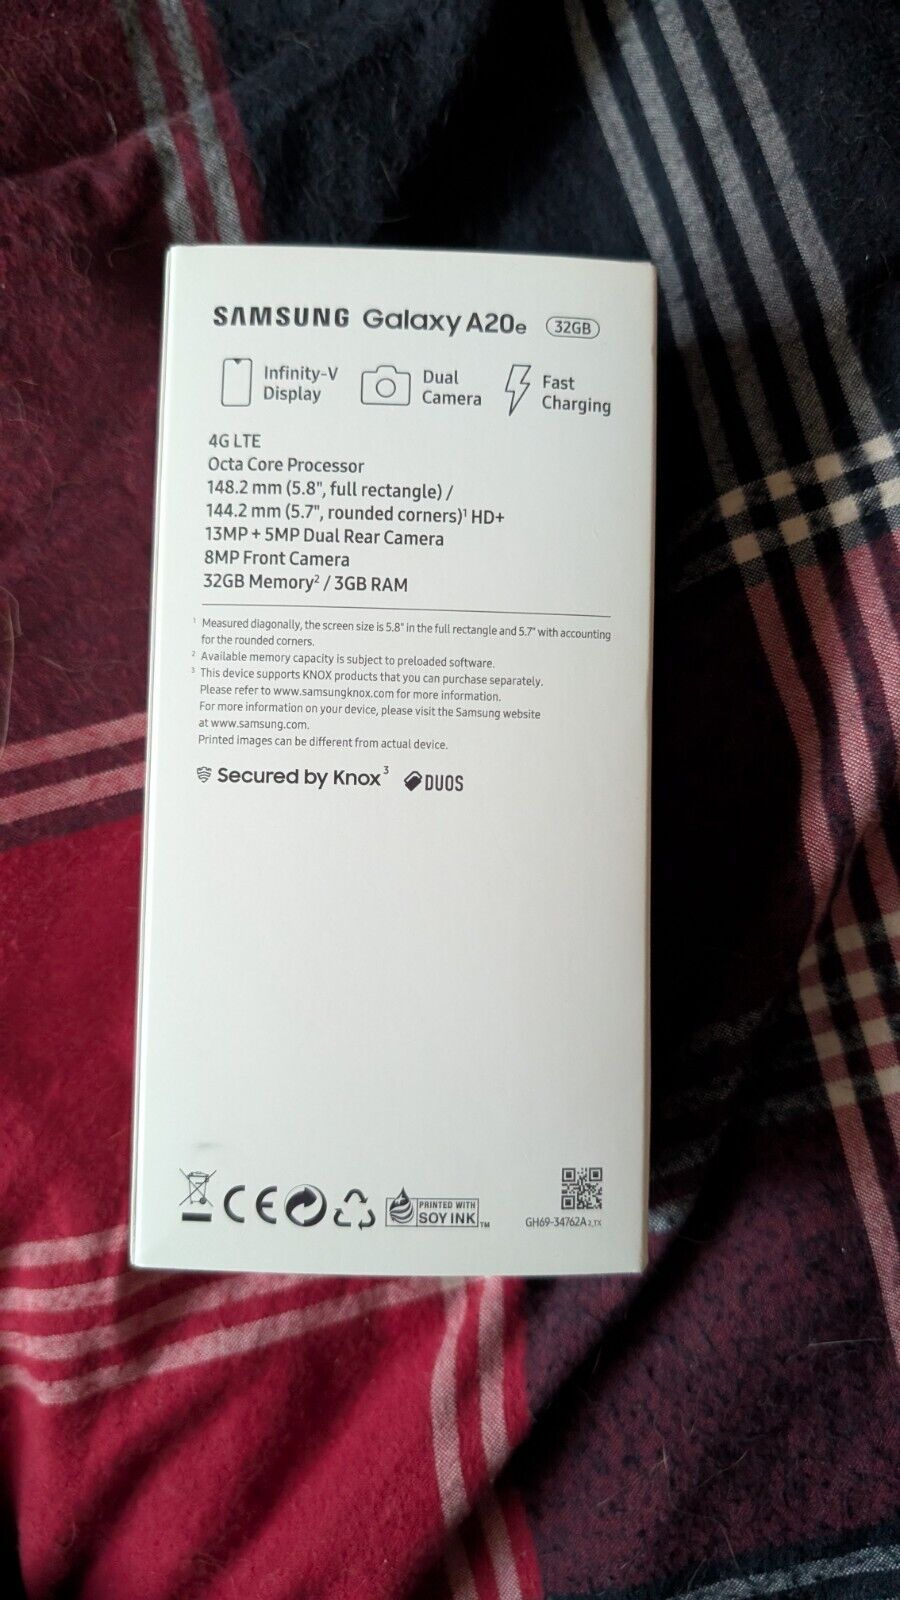 SAMSUNG Galaxy A20e 32GB
Infinity-V
Display
Dual
Camera
Fast
Charging
4G LTE
Octa Core Processor
148.2 mm (5.8", full rectangle) /
144.2 mm (5.7", rounded corners)¹ HD+
13MP + 5MP Dual Rear Camera
8MP Front Camera
32GB Memory² / 3GB RAM
¹ Measured diagonally, the screen size is 5.8" in the full rectangle and 5.7" with accounting
for the rounded corners.
² Available memory capacity is subject to preloaded software.
³ This device supports KNOX products that you can purchase separately.
Please refer to www.samsungknox.com for more information.
For more information on your device, please visit the Samsung website
at www.samsung.com.
Printed images can be different from actual device.
Secured by Knox³ DUOS
CE
PRINTED WITH
SOY INK™
GH69-34762A 2_TX